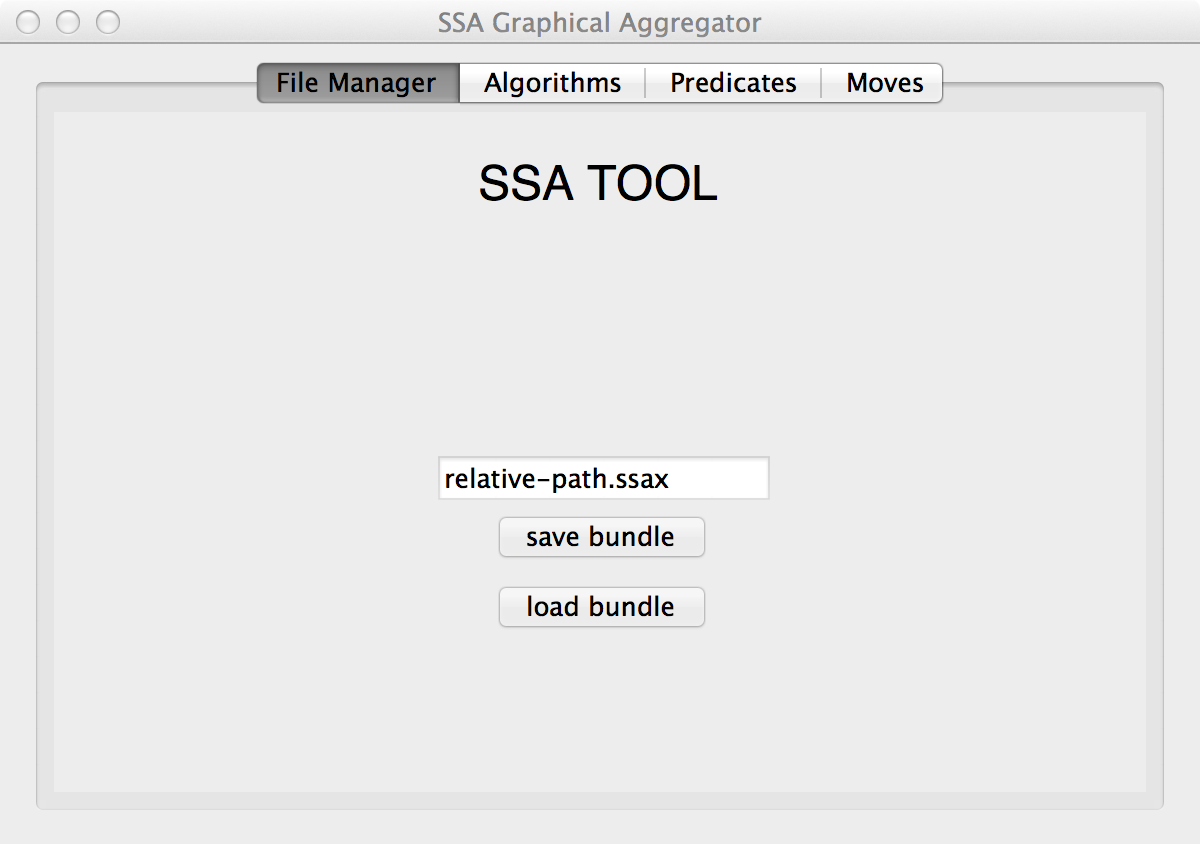 SSA Graphical Aggregator
File Manager Algorithms Predicates Moves
SSA TOOL
relative-path.ssax
save bundle
load bundle